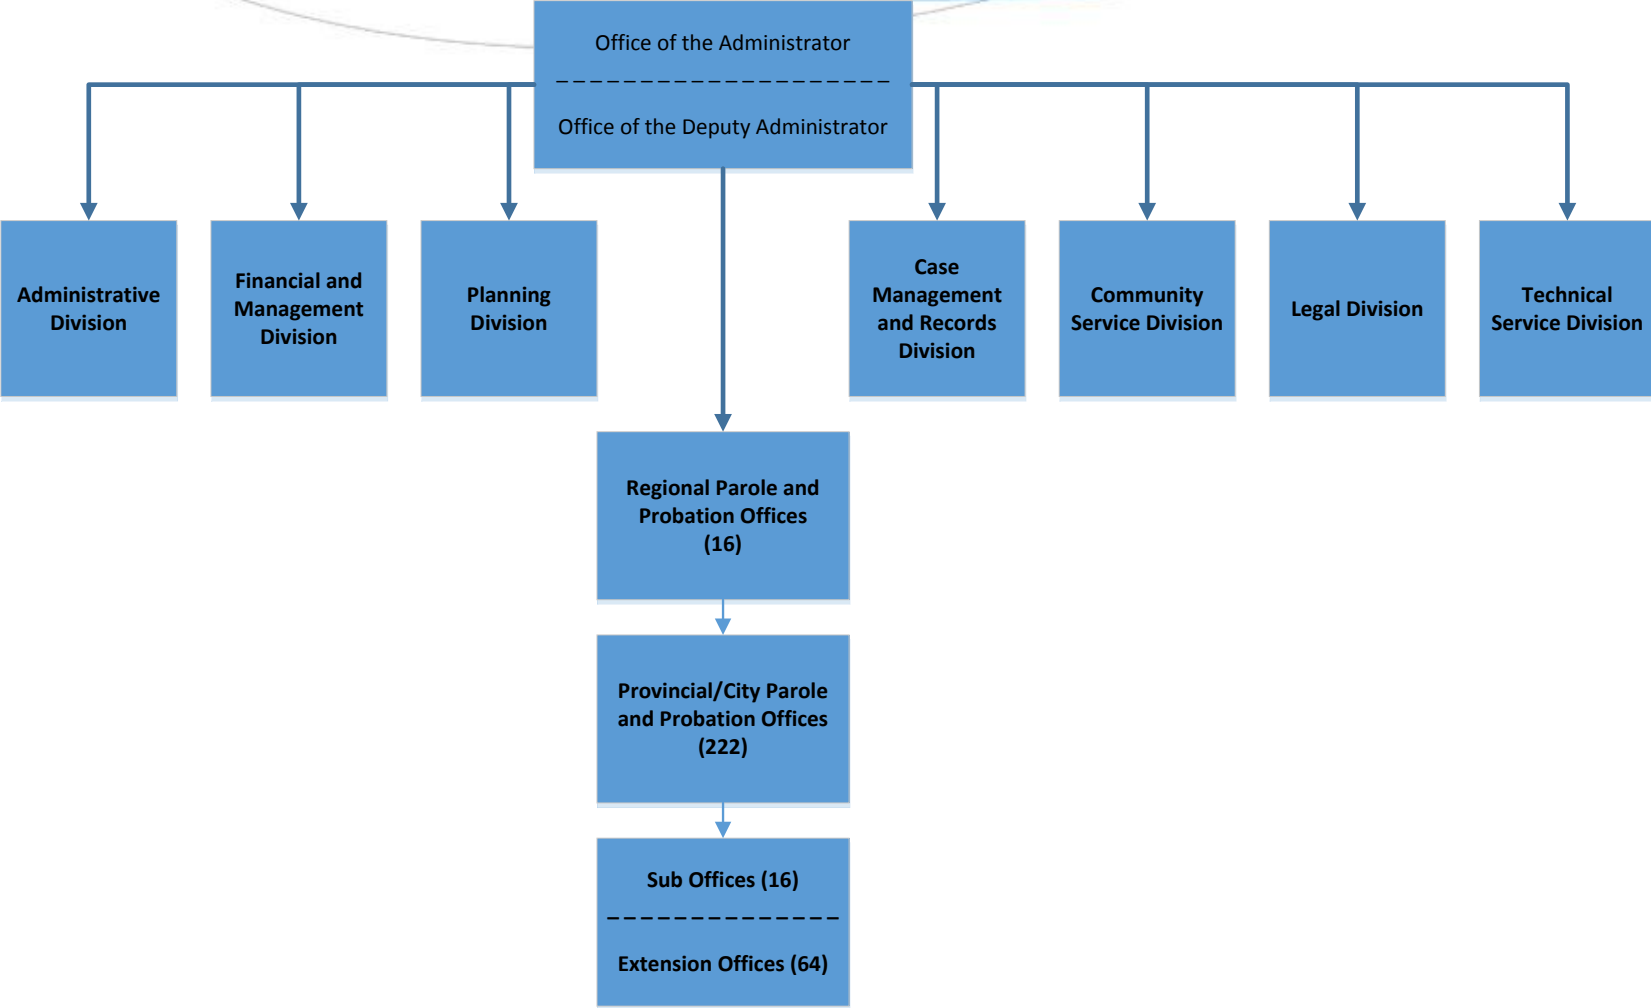 Office of the Administrator
Office of the Deputy Administrator
Administrative
Division
Financial and
Management
Division
Planning
Division
Case
Management
and Records
Division
Community
Service Division
Legal Division
Technical
Service Division
Regional Parole and
Probation Offices
(16)
Provincial/City Parole
and Probation Offices
(222)
Sub Offices (16)
Extension Offices (64)